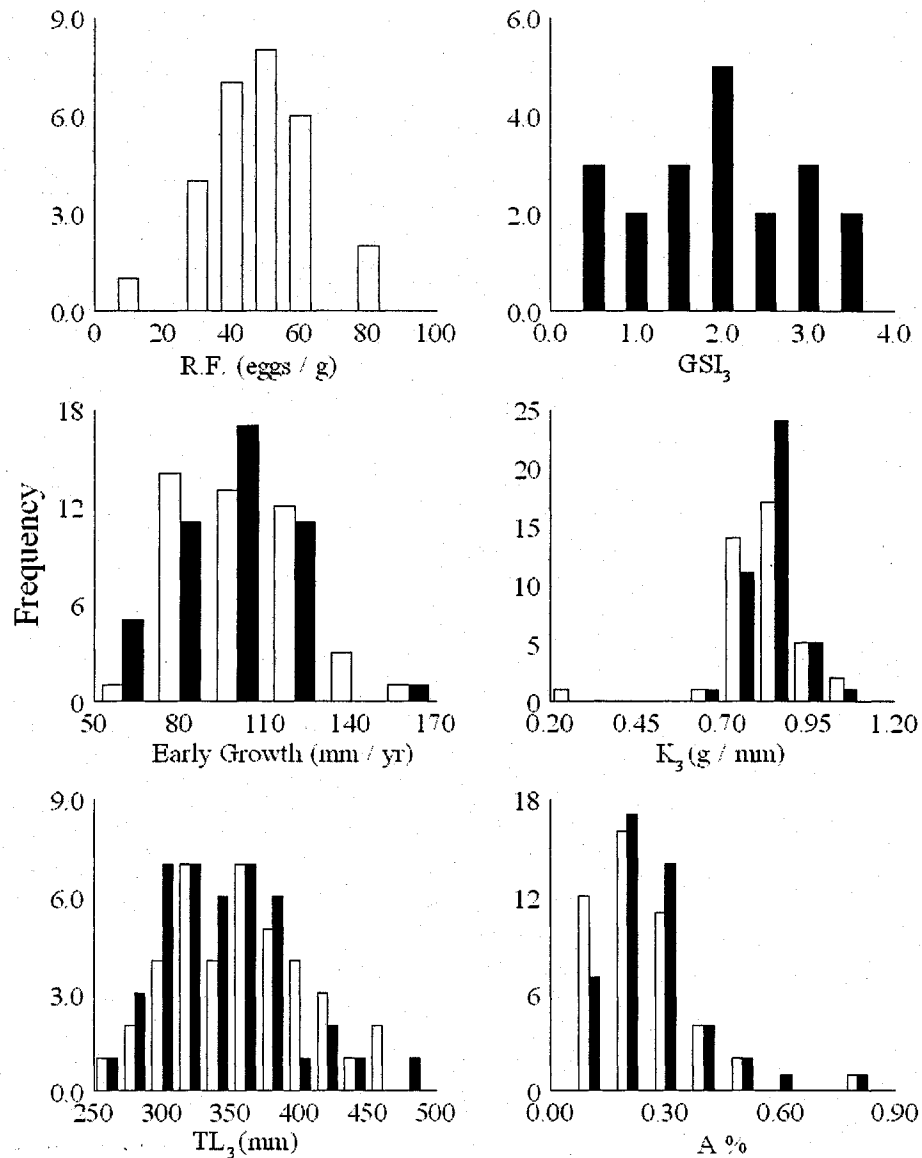 9.0
6.0
3.0
0.0
0 20 40 60 80 100
R.F. (eggs / g)
6.0
4.0
2.0
0.0
0.0 1.0 2.0 3.0 4.0
GSI3
Frequency
18
12
6
0
50 80 110 140 170
Early Growth (mm / yr)
25
20
15
10
5
0
0.20 0.45 0.70 0.95 1.20
K3 (g / mm)
9.0
6.0
3.0
0.0
250 300 350 400 450 500
TL3 (mm)
18
12
6
0
0.00 0.30 0.60 0.90
A %